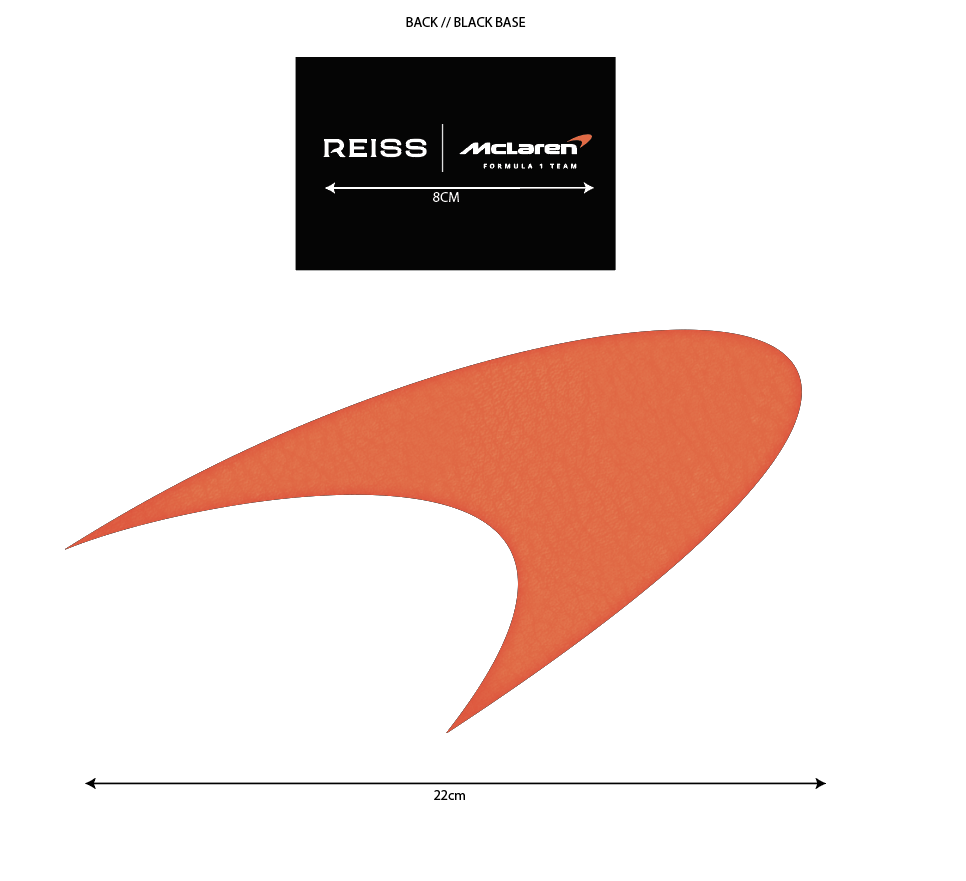 BACK // BLACK BASE
REISS | McLaren
FORMULA 1 TEAM
8CM
22cm